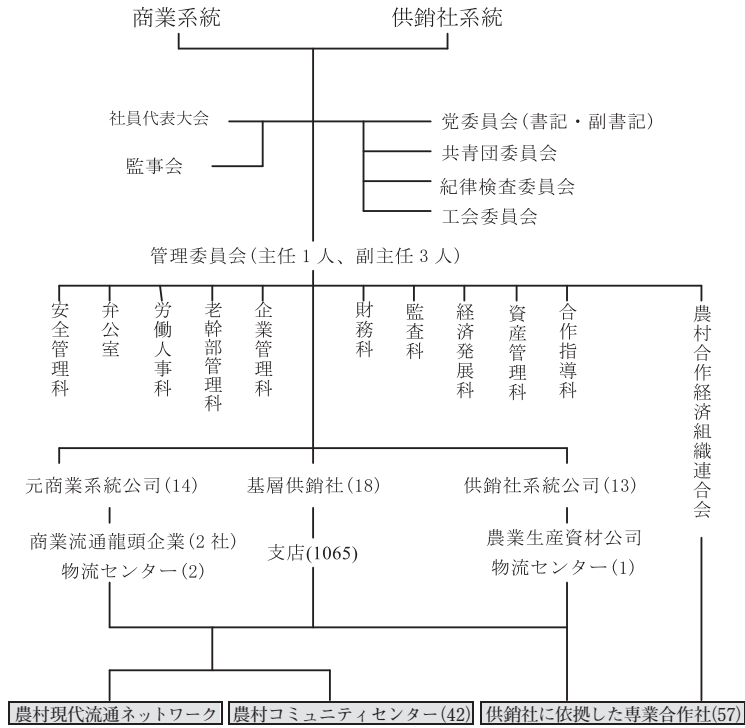 商業系統
供銷社系統
社員代表大会
監事会
党委員会(書記・副書記)
共青団委員会
紀律検査委員会
工会委員会
管理委員会(主任1人、副主任3人)
安全管理科
弁公室
労働人事科
老幹部管理科
企業管理科
財務科
監査科
経済発展科
資産管理科
合作指導科
農村合作経済組織連合会
元商業系統公司(14)
基層供銷社(18)
供銷社系統公司(13)
商業流通龍頭企業(2社)
物流センター(2)
支店(1065)
農業生産資材公司
物流センター(1)
農村現代流通ネットワーク
農村コミュニティセンター(42)
供銷社に依拠した専業合作社(57)